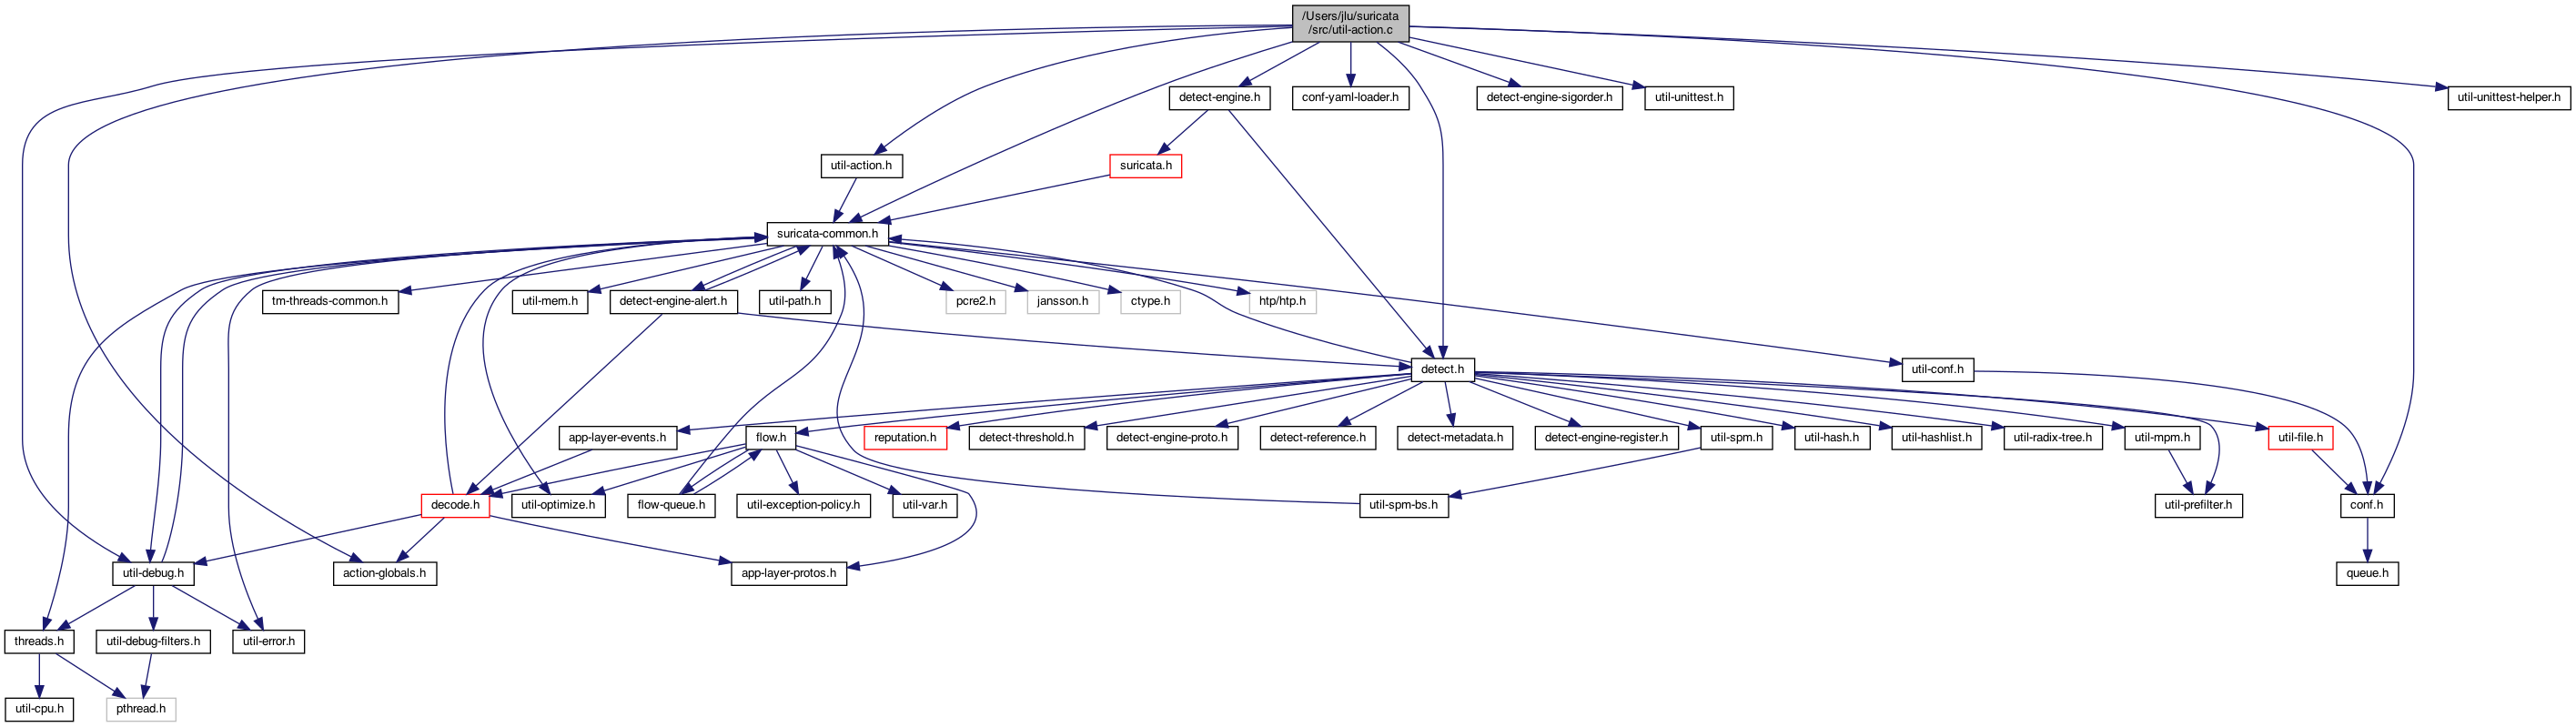 /Users/jlu/suricata
/src/util-action.c
detect-engine.h
conf-yaml-loader.h
detect-engine-sigorder.h
util-unittest.h
util-unittest-helper.h
util-action.h
suricata.h
suricata-common.h
tm-threads-common.h
util-mem.h
detect-engine-alert.h
util-path.h
pcre2.h
jansson.h
ctype.h
htp/htp.h
detect.h
util-conf.h
app-layer-events.h
flow.h
reputation.h
detect-threshold.h
detect-engine-proto.h
detect-reference.h
detect-metadata.h
detect-engine-register.h
util-spm.h
util-hash.h
util-hashlist.h
util-radix-tree.h
util-mpm.h
util-file.h
decode.h
util-optimize.h
flow-queue.h
util-exception-policy.h
util-var.h
util-spm-bs.h
util-prefilter.h
conf.h
util-debug.h
action-globals.h
app-layer-protos.h
queue.h
threads.h
util-debug-filters.h
util-error.h
util-cpu.h
pthread.h